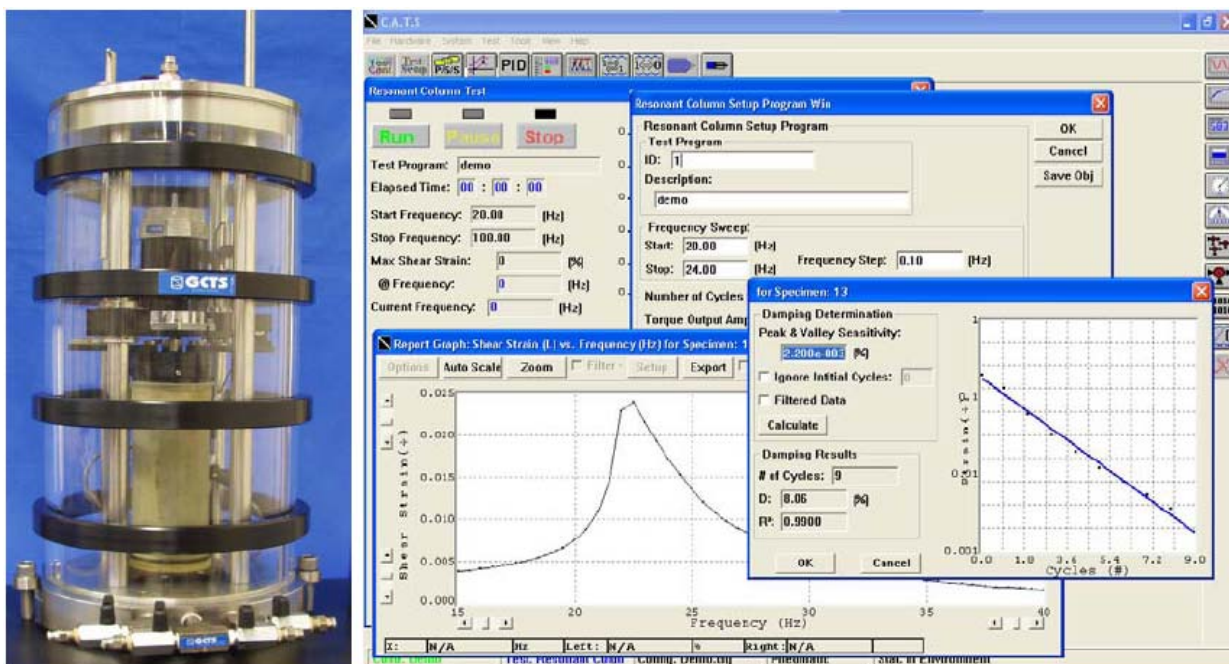 GCTS
GCTS
C.A.T.S
File Hardware System Test Tools View Help
PID
Resonant Column Test
Run Pause Stop
Test Program: demo
Elapsed Time: 00 : 00 : 00
Start Frequency: 20.00 (Hz)
Stop Frequency: 100.00 (Hz)
Max Shear Strain: 0 (%)
@ Frequency: 0 (Hz)
Current Frequency: 0 (Hz)
Resonant Column Setup Program Win
Resonant Column Setup Program
Test Program
ID: 1
Description:
demo
OK
Cancel
Save Obj
Frequency Sweep:
Start: 20.00 (Hz)
Stop: 24.00 (Hz)
Frequency Step: 0.10 (Hz)
Number of Cycles
Torque Output Amp
Report Graph: Shear Strain (L) vs. Frequency (Hz) for Specimen: 1
Options Auto Scale Zoom Filter Setup Export
0.025
0.020
0.015
0.010
0.005
0.000
Shear Strain(÷)
15 20 25 30 35 40
Frequency (Hz)
X: N/A Hz Left: N/A % Right: N/A
for Specimen: 13
Damping Determination
Peak & Valley Sensitivity:
2.200e-003 (%)
Ignore Intitial Cycles: 0
Filtered Data
Calculate
Damping Results
# of Cycles: 9
D: 8.06 (%)
R²: 0.9900
OK Cancel
1
0.1
0.01
0.001
0.0 1.8 3.6 5.4 7.2 9.0
Cycles (#)